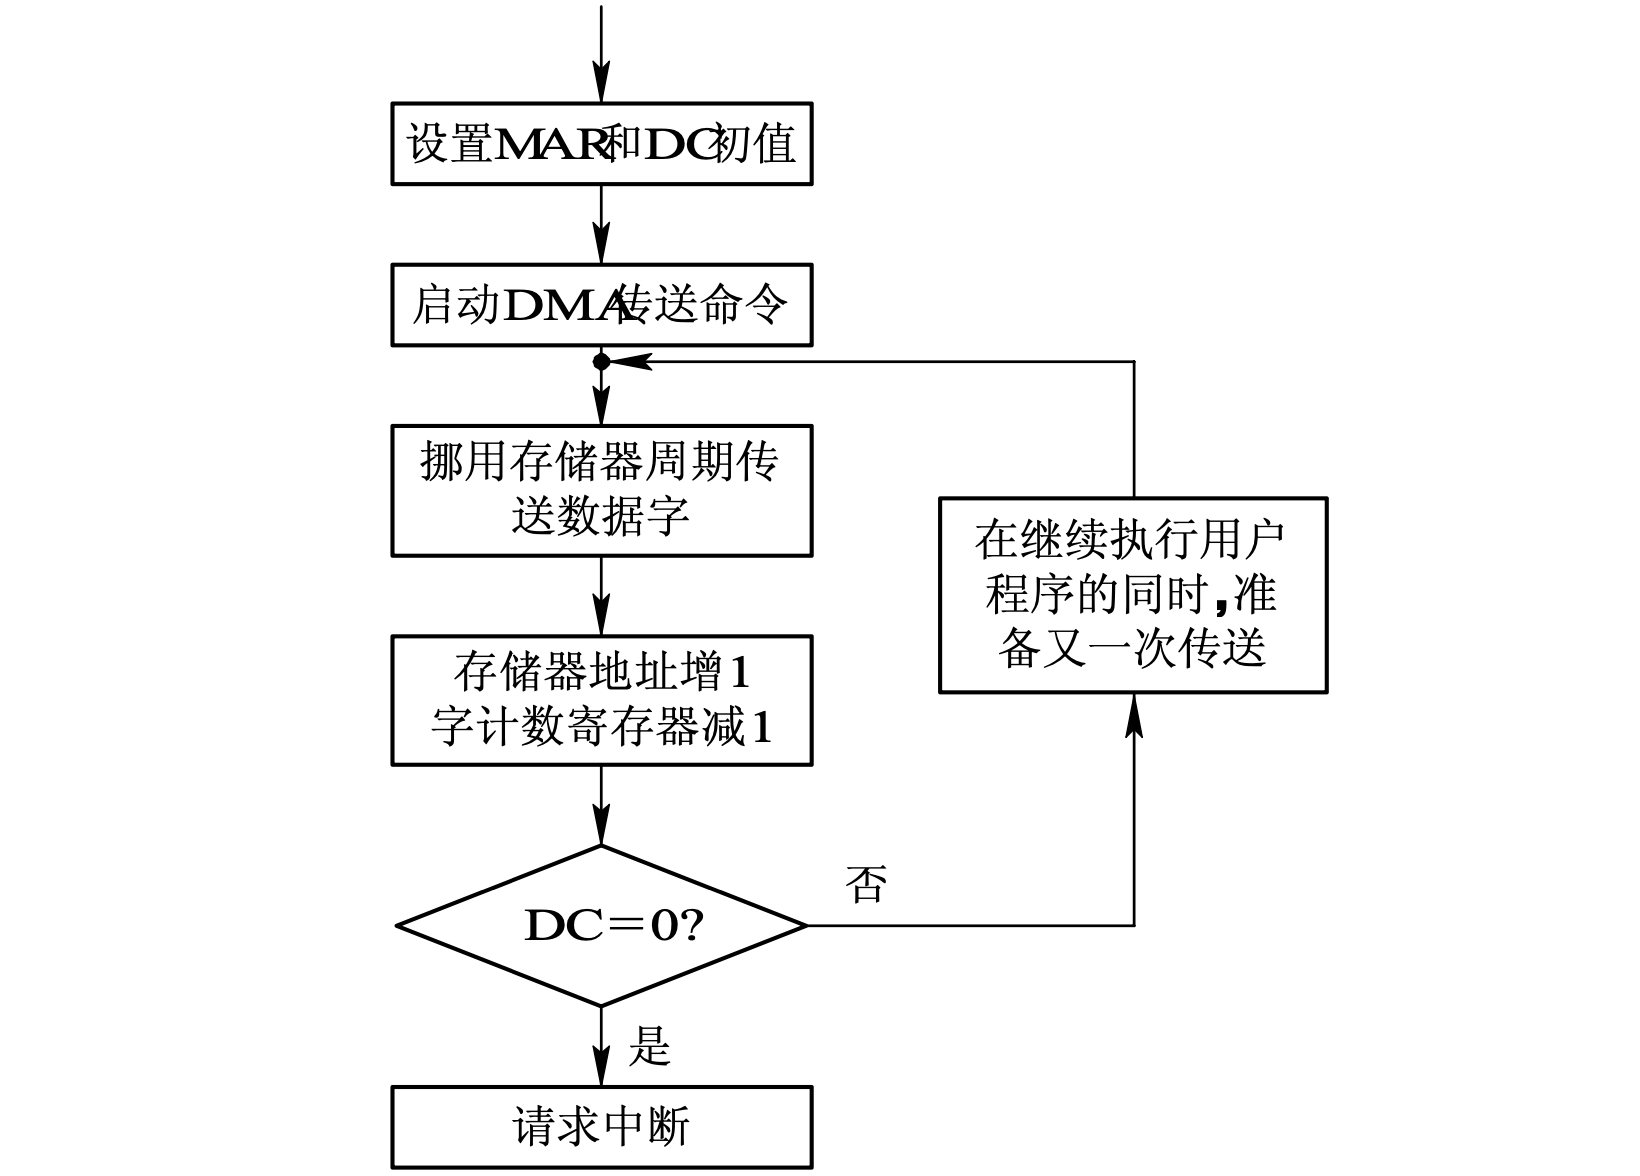 设置MAR和DC初值
启动DMA传送命令
挪用存储器周期传
送数据字
在继续执行用户
程序的同时,准
备又一次传送
存储器地址增1
字计数寄存器减1
否
DC=0?
是
请求中断